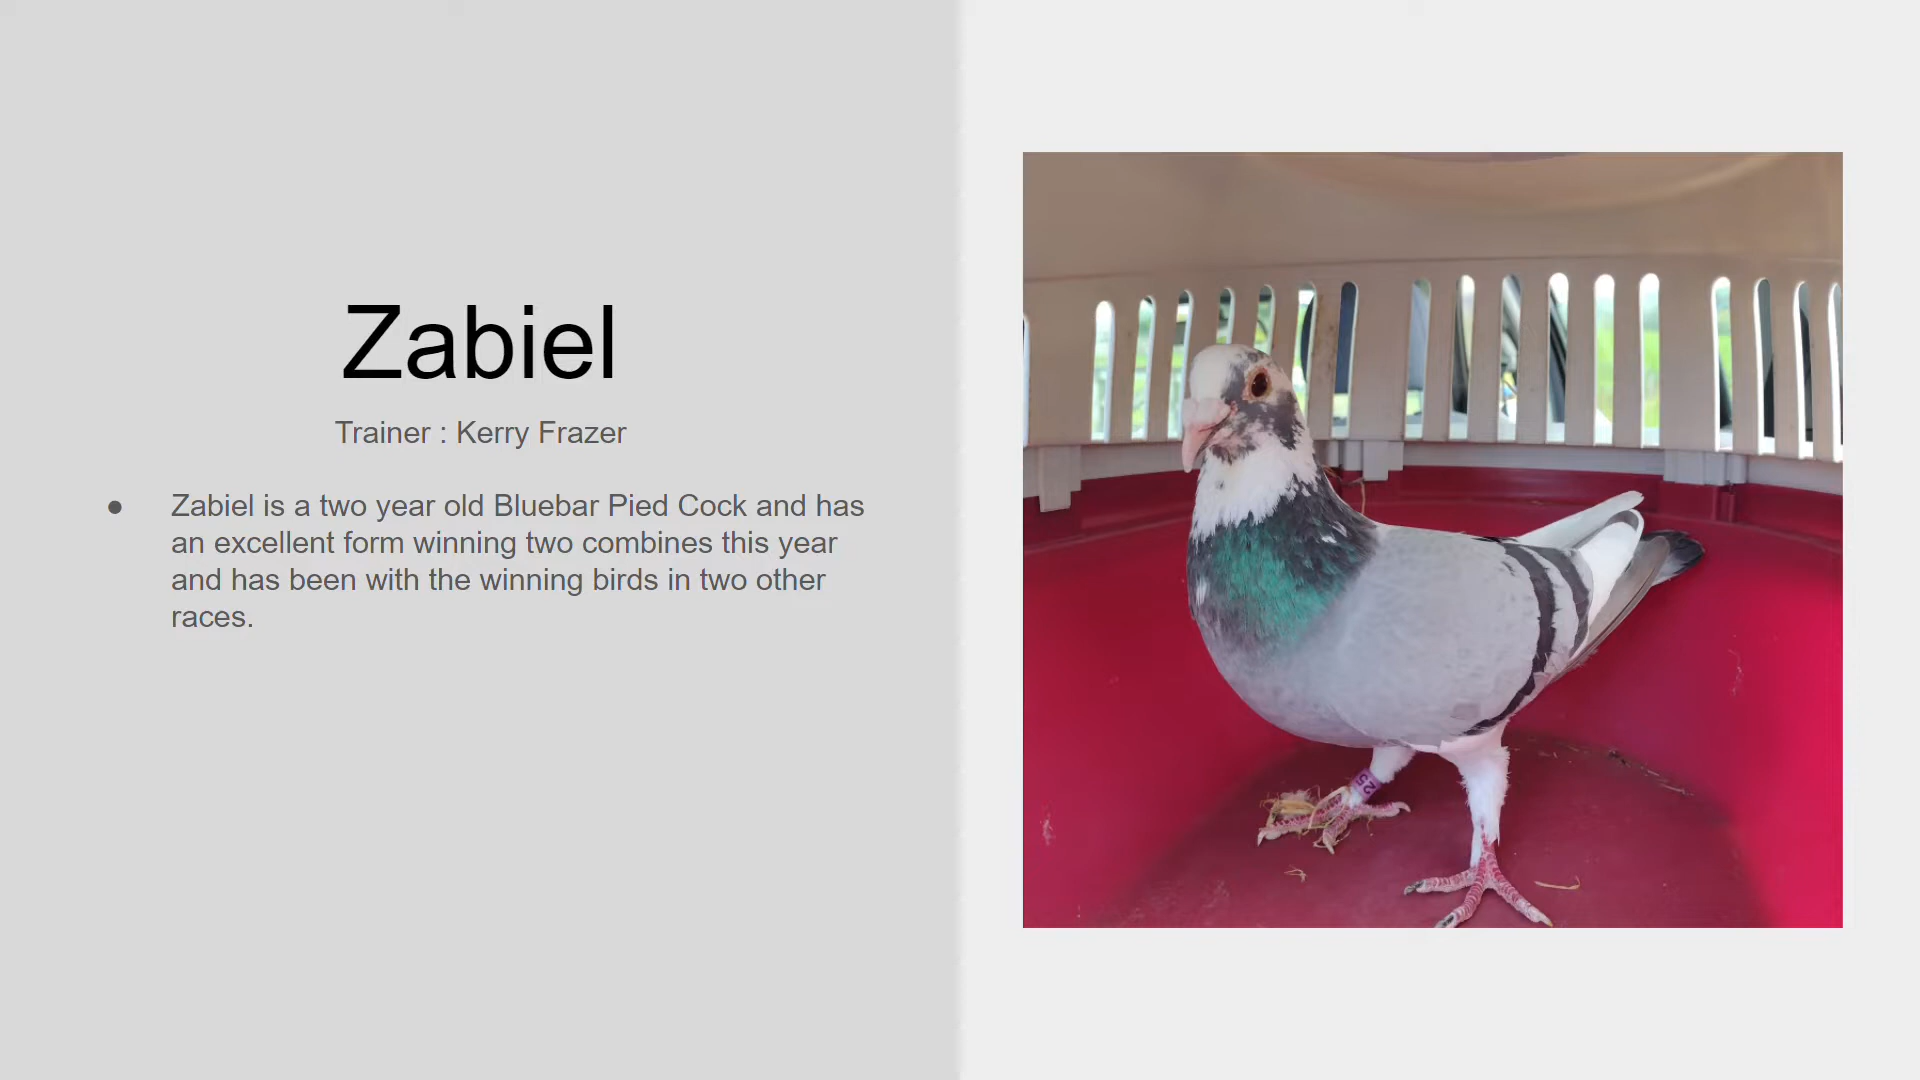 Zabiel
Trainer : Kerry Frazer
● Zabiel is a two year old Bluebar Pied Cock and has
an excellent form winning two combines this year
and has been with the winning birds in two other
races.
25